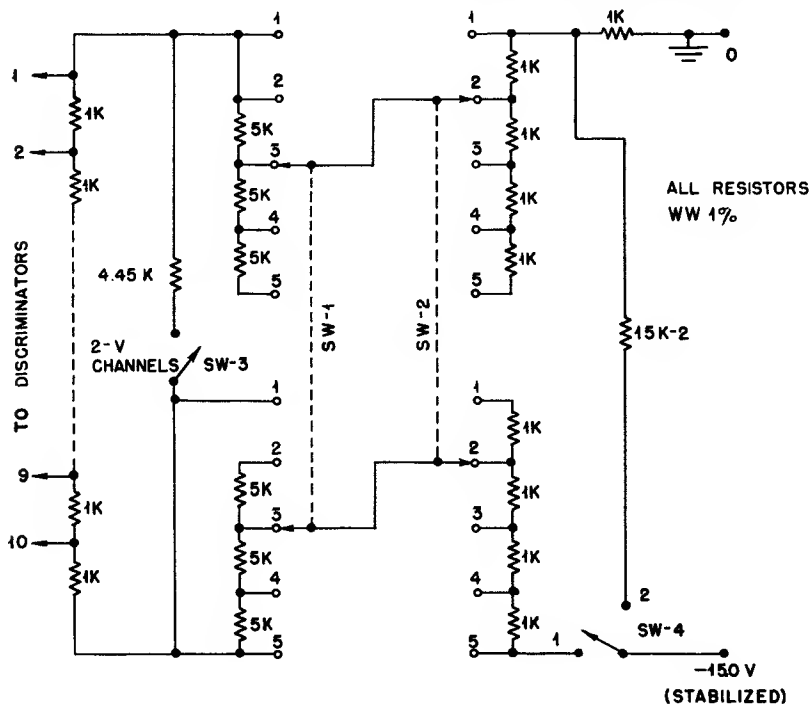 1
1
1K
0
1
1K
2
2
1K
2
5K
1K
3
3
1K
5K
1K
ALL RESISTORS
WW 1%
4
4
5K
1K
4.45 K
5
5
TO DISCRIMINATORS
SW-1
SW-2
15K-2
2-V
CHANNELS
SW-3
1
1
1K
2
2
9
5K
1K
1K
3
3
10
5K
1K
1K
4
4
2
5K
1K
SW-4
5
5
1
-15.0 V
(STABILIZED)